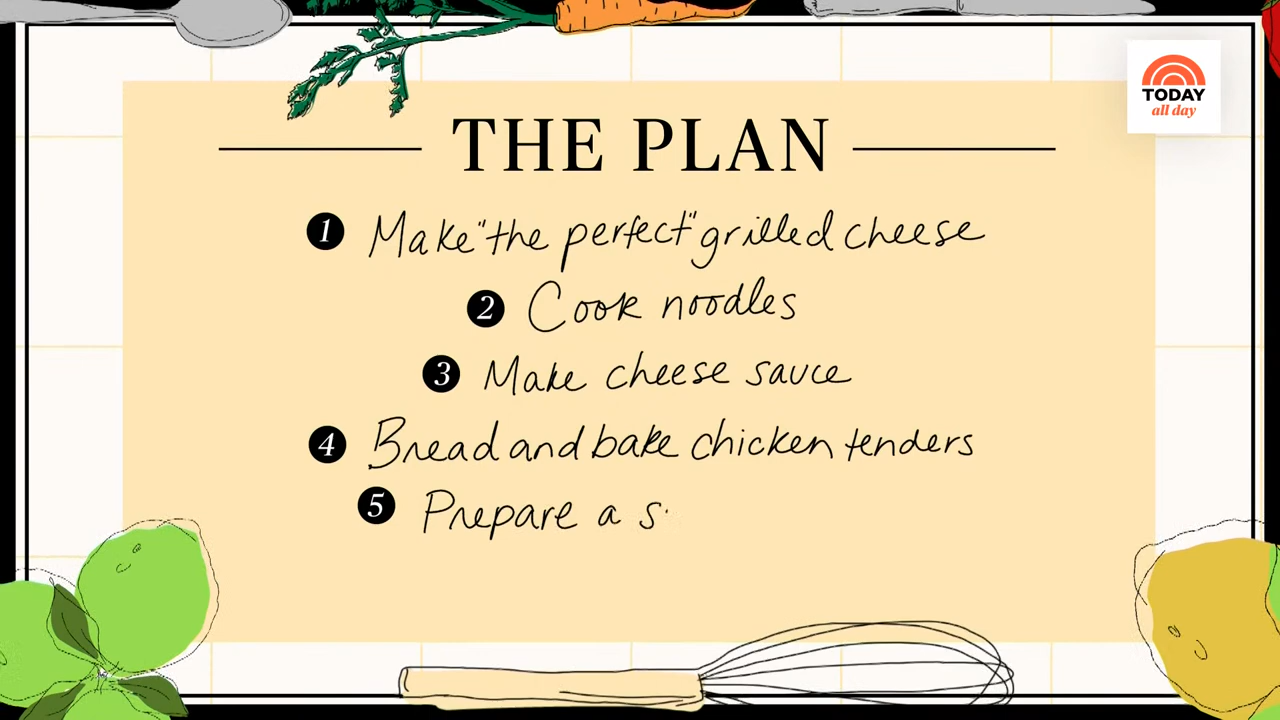 TODAY
all day
THE PLAN
1 Make "the perfect" grilled cheese
2 Cook noodles
3 Make cheese sauce
4 Bread and bake chicken tenders
5 Prepare a s